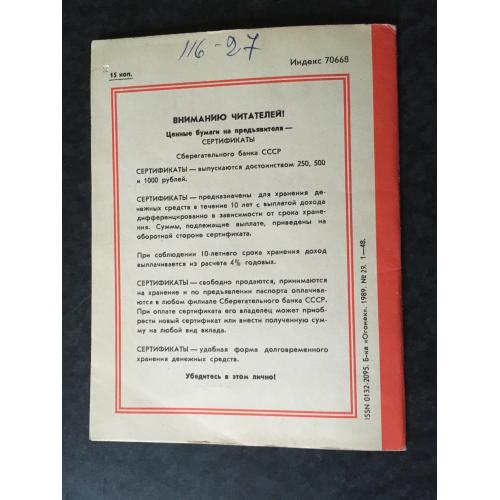 116-27
15 коп.
Индекс 70668
ВНИМАНИЮ ЧИТАТЕЛЕЙ!
Ценные бумаги на предъявителя —
СЕРТИФИКАТЫ
Сберегательного банка СССР
СЕРТИФИКАТЫ — выпускаются достоинством 250, 500
и 1000 рублей.
СЕРТИФИКАТЫ — предназначены для хранения де-
нежных средств в течение 10 лет с выплатой дохода
дифференцированно в зависимости от срока хране-
ния. Суммы, подлежащие выплате, приведены на
оборотной стороне сертификата.
При соблюдении 10-летнего срока хранения доход
выплачивается из расчета 4% годовых.
СЕРТИФИКАТЫ — свободно продаются, принимаются
на хранение и по предъявлении паспорта оплачива-
ются в любом филиале Сберегательного банка СССР.
При оплате сертификата его владелец может приоб-
рести новый сертификат или внести полученную сум-
му на любой вид вклада.
СЕРТИФИКАТЫ — удобная форма долговременного
хранения денежных средств.
Убедитесь в этом лично!
ISSN 0132-2095. Б-ка «Огонек». 1989. № 29. 1—48.